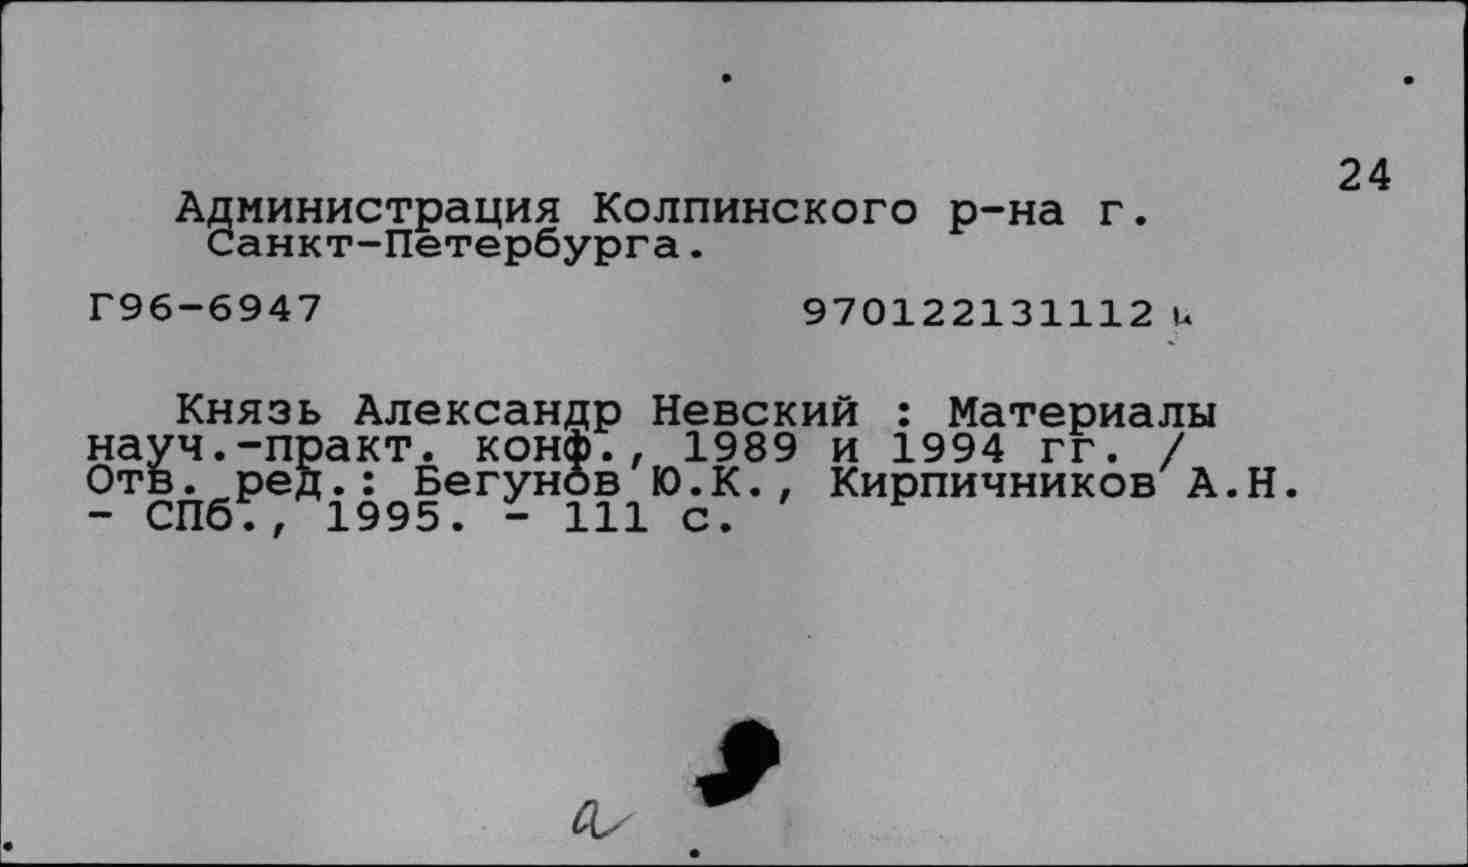 24
Администрация Колпинского р-на г.
Санкт-Петербурга.
Г96-6947 970122131112 и
Князь Александр Невский : Материалы
науч.-практ. конф., 1989 и 1994 гг. /
Отв. ред.: Бегунов Ю.К., Кирпичников А.Н.
- СПб., 1995. - 111 с.